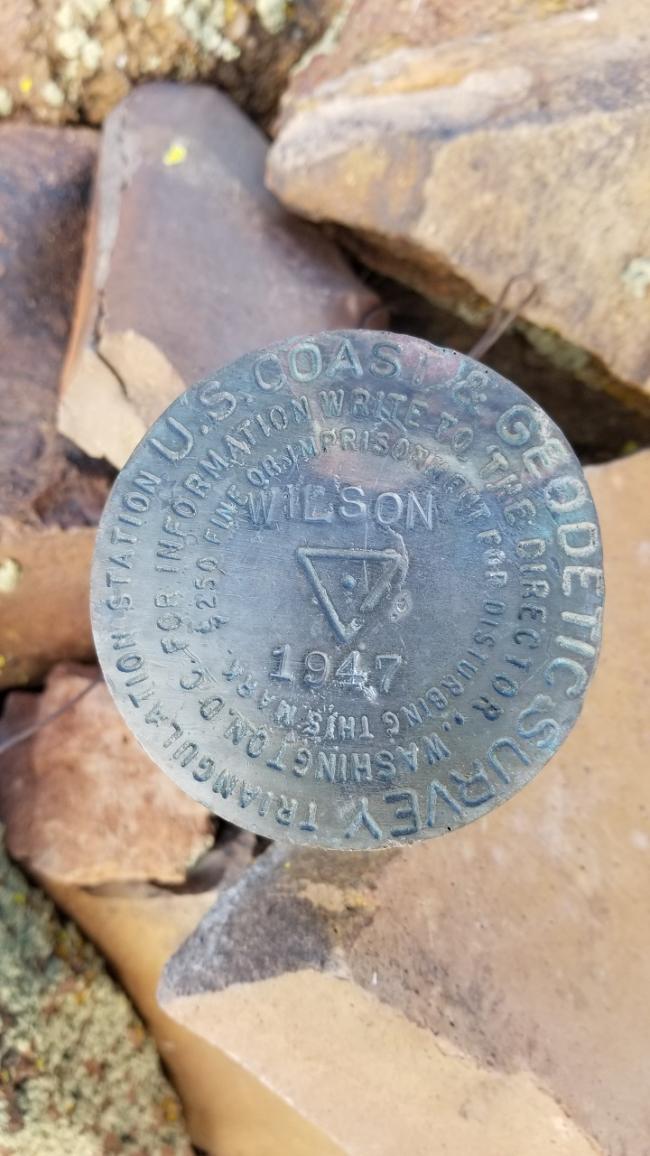 U.S. COAST & GEODETIC SURVEY
TRIANGULATION STATION
FOR INFORMATION WRITE TO THE DIRECTOR
WASHINGTON, D.C.
$250 FINE OR IMPRISONMENT FOR DISTURBING THIS MARK.
WILSON
1947